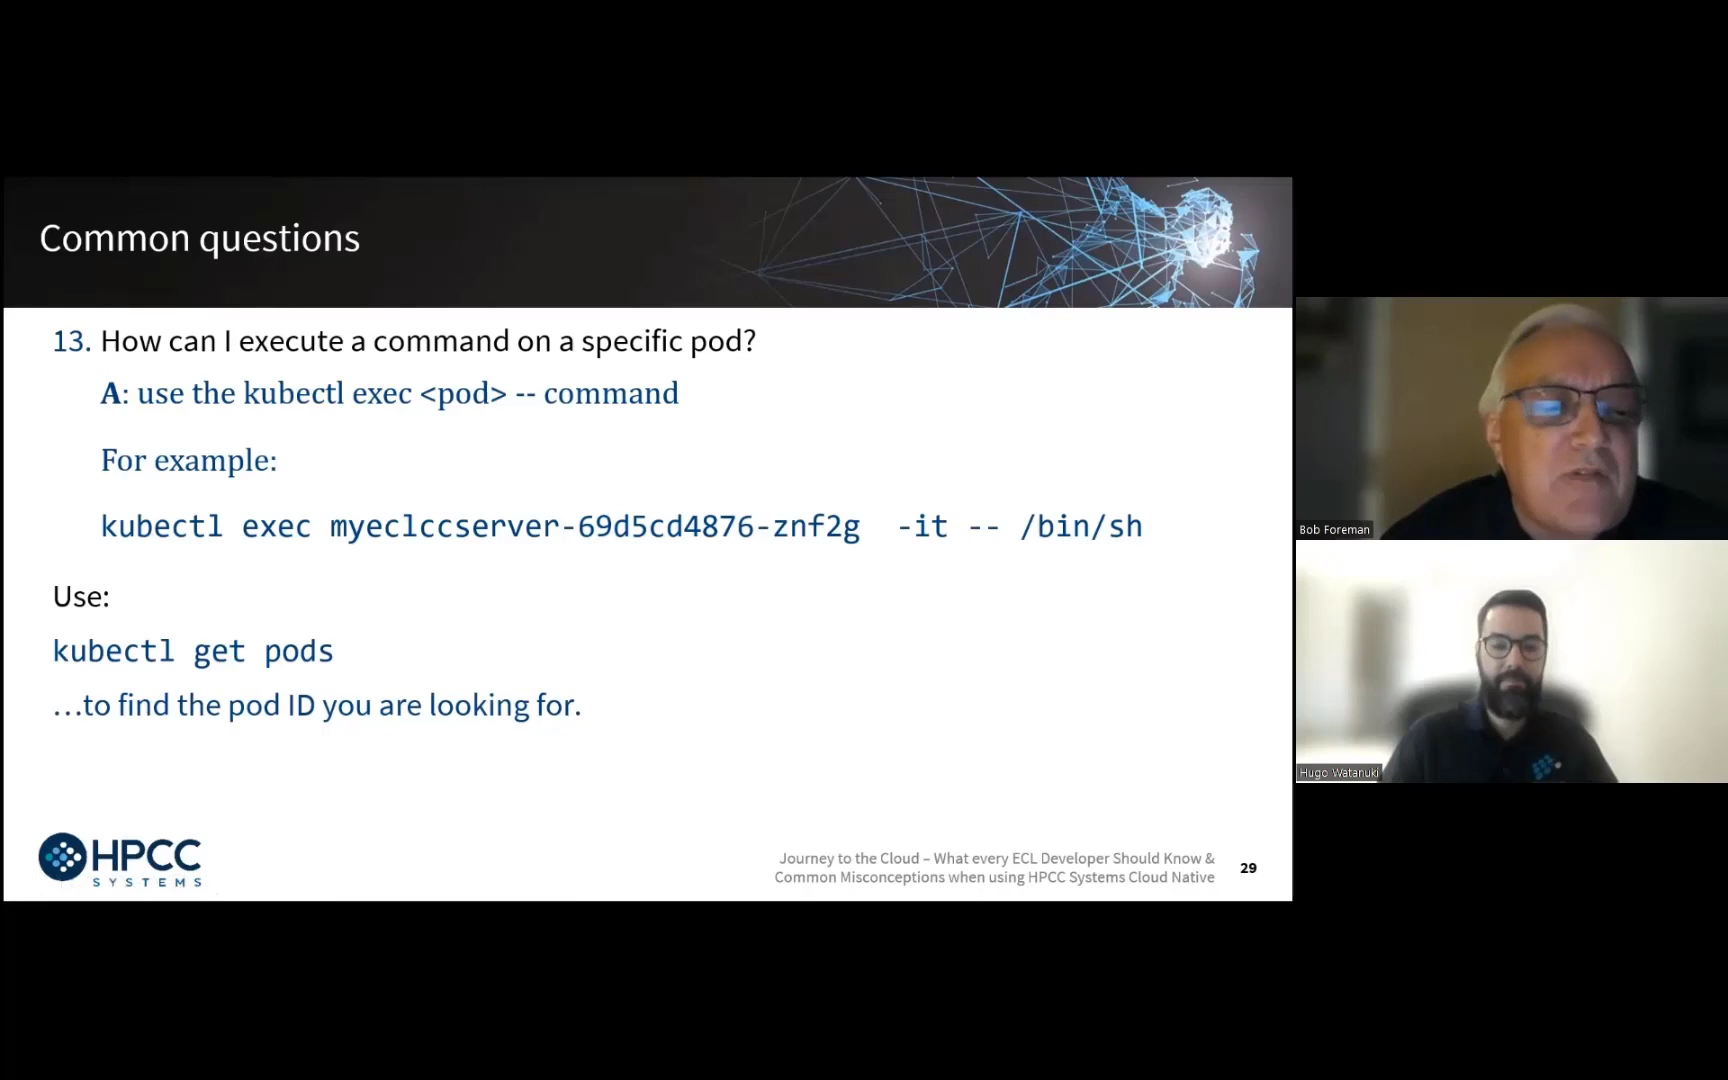 Common questions
13. How can I execute a command on a specific pod?
A: use the kubectl exec <pod> -- command
For example:
kubectl exec myeclccserver-69d5cd4876-znf2g -it -- /bin/sh
Use:
kubectl get pods
…to find the pod ID you are looking for.
HPCC
SYSTEMS
Journey to the Cloud – What every ECL Developer Should Know &
Common Misconceptions when using HPCC Systems Cloud Native
29
Bob Foreman
Hugo Watanuki